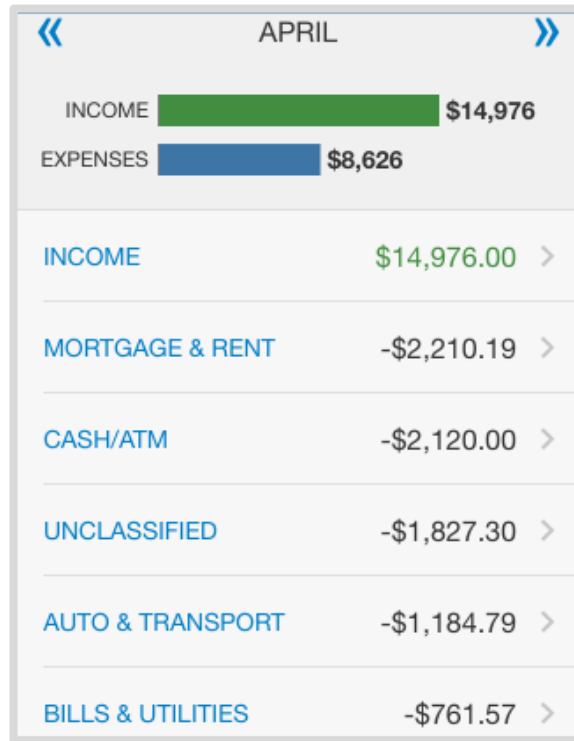 « APRIL »
INCOME $14,976
EXPENSES $8,626
INCOME $14,976.00 >
MORTGAGE & RENT -$2,210.19 >
CASH/ATM -$2,120.00 >
UNCLASSIFIED -$1,827.30 >
AUTO & TRANSPORT -$1,184.79 >
BILLS & UTILITIES -$761.57 >